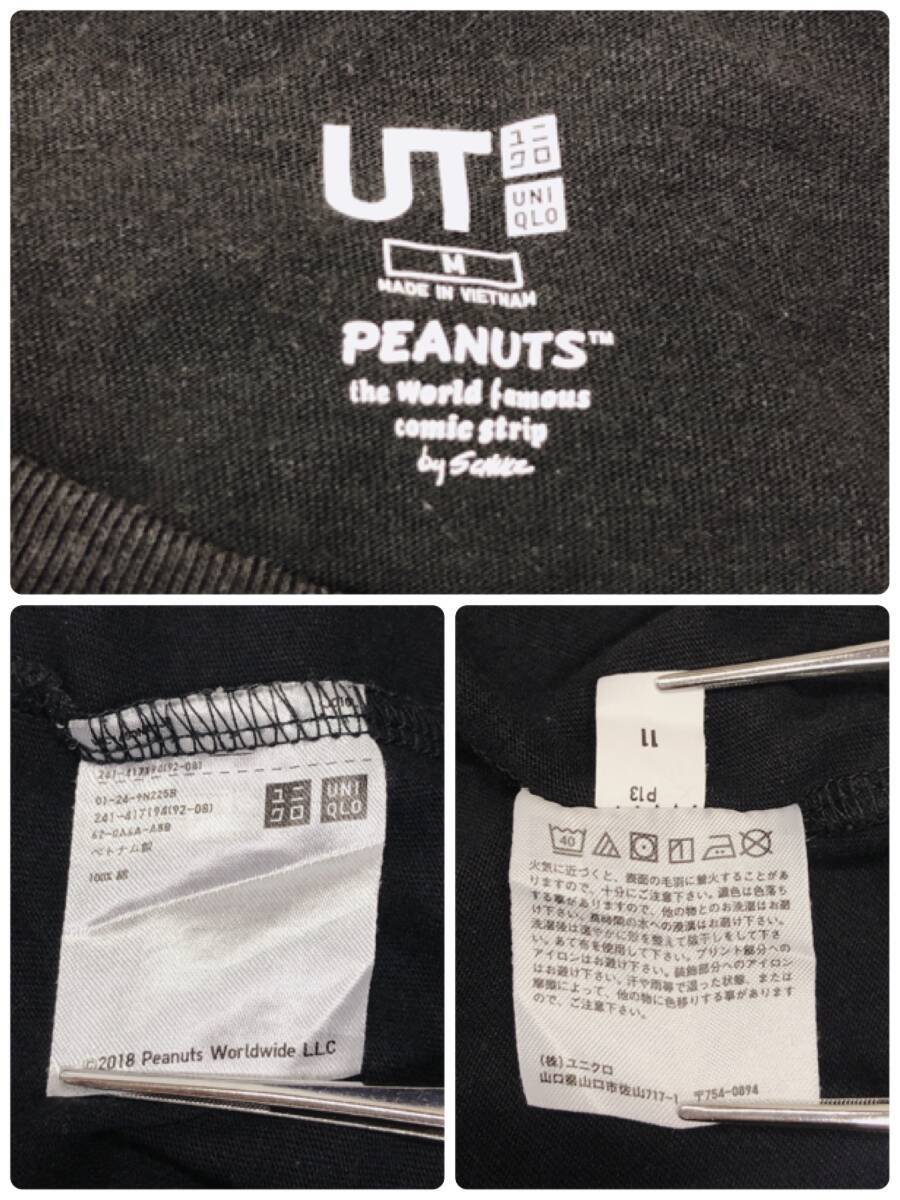 UT
ユニ
クロ
UNI
QLO
M
MADE IN VIETNAM
PEANUTS™
the World famous
comic strip
by Schulz
241-417194(92-08)
01-24-9N225B
241-417194(92-08)
ベトナム製
100% 綿
ユニ
クロ
UNI
QLO
©2018 Peanuts Worldwide LLC
11
P13
40
火気に近づくと、表面の毛羽に着火することがあ
りますので、十分にご注意下さい。濃色は色落ち
する事がありますので、他の物とのお洗濯はお避
け下さい。長時間の水への浸漬はお避け下さい。
洗濯後は速やかに形を整えて陰干しをして下さ
い。あて布を使用して下さい。プリント部分への
アイロンはお避け下さい。装飾部分へのアイロン
はお避け下さい。汗や雨等で湿った状態、または
摩擦によって、他の物に色移りする事があります
ので、ご注意下さい。
(株)ユニクロ
山口県山口市佐山717-1 〒754-0894